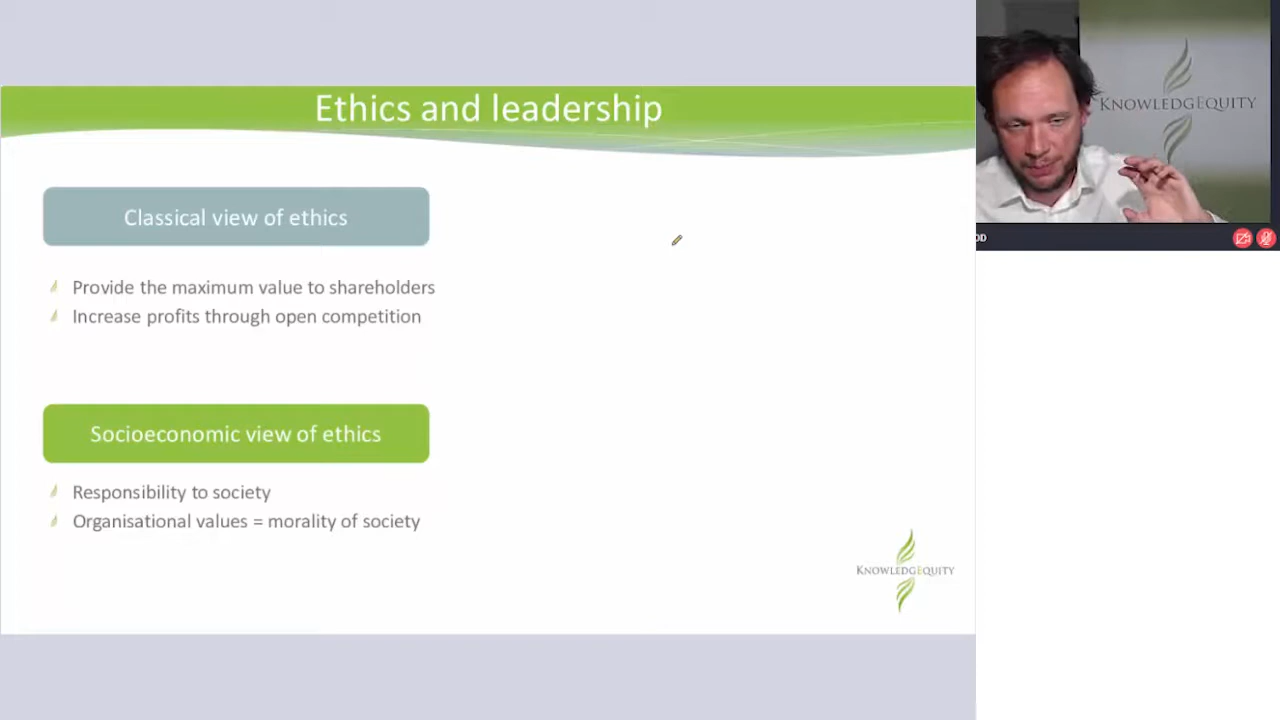 Ethics and leadership
KNOWLEDGEQUITY
OD
Classical view of ethics
Provide the maximum value to shareholders
Increase profits through open competition
Socioeconomic view of ethics
Responsibility to society
Organisational values = morality of society
KNOWLEDGEQUITY